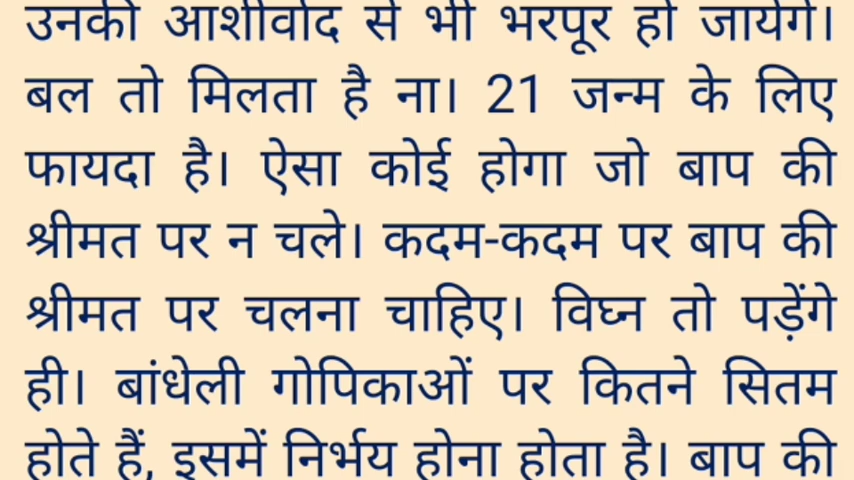 उनकी आशीर्वाद से भी भरपूर हो जायेंगे।
बल तो मिलता है ना। 21 जन्म के लिए
फायदा है। ऐसा कोई होगा जो बाप की
श्रीमत पर न चले। कदम-कदम पर बाप की
श्रीमत पर चलना चाहिए। विघ्न तो पड़ेंगे
ही। बांधेली गोपिकाओं पर कितने सितम
होते हैं, इसमें निर्भय होना होता है। बाप की